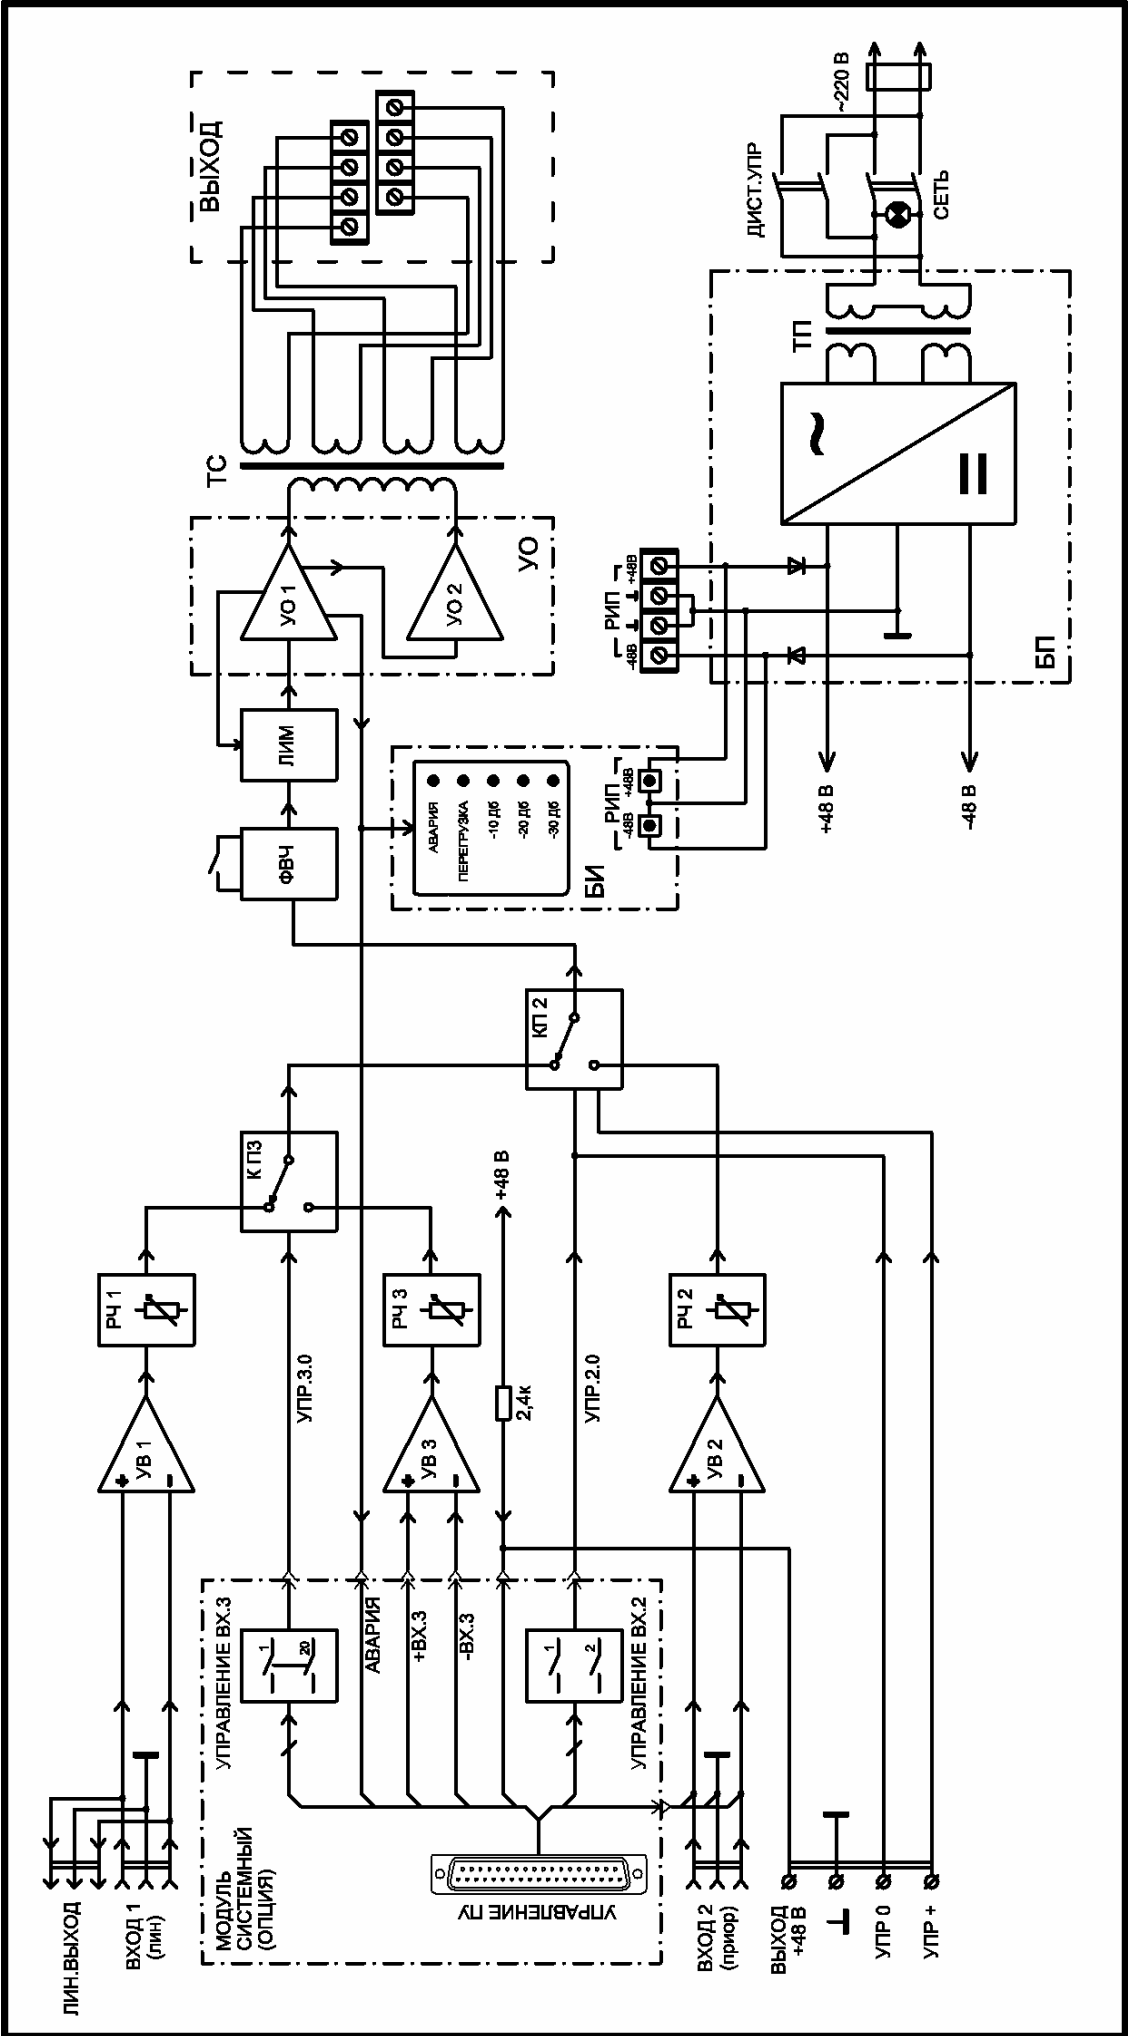 ЛИН.ВЫХОД
ВХОД 1
(лин)
УВ 1
РЧ 1
К П3
ФВЧ
ЛИМ
УО 1
УО 2
УО
ТС
ВЫХОД
МОДУЛЬ
СИСТЕМНЫЙ
(ОПЦИЯ)
УПРАВЛЕНИЕ ВХ.3
1
20
УПР.3.0
АВАРИЯ
+ВХ.3
-ВХ.3
УВ 3
РЧ 3
2,4к
+48 В
УПРАВЛЕНИЕ ПУ
1
2
УПРАВЛЕНИЕ ВХ.2
УПР.2.0
КП 2
АВАРИЯ
ПЕРЕГРУЗКА
-10 Дб
-20 Дб
-30 Дб
БИ
РИП
-48В
+48В
РИП
-48В
+48В
ВХОД 2
(приор)
УВ 2
РЧ 2
ВЫХОД
+48 В
УПР 0
УПР +
+48 В
-48 В
БП
ТП
ДИСТ.УПР
~220 В
СЕТЬ